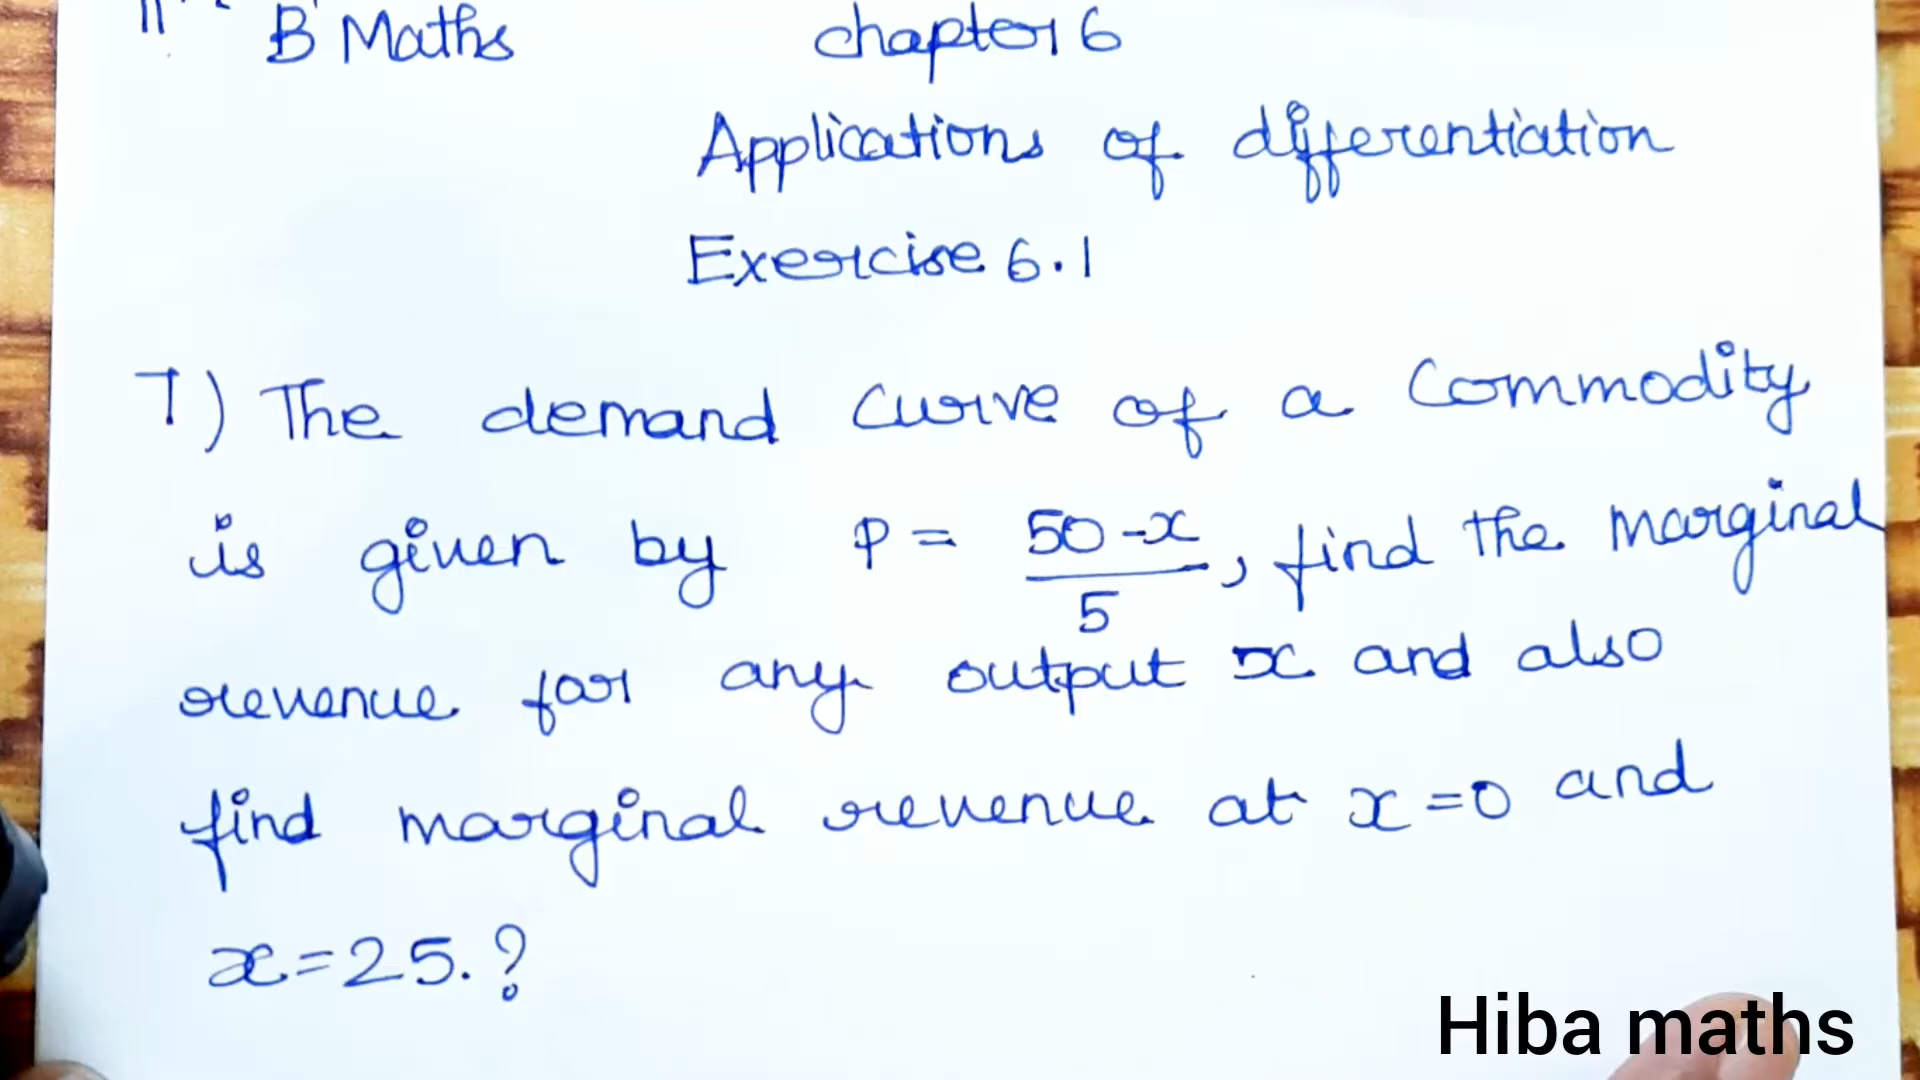 B Maths chapter 6
Applications of differentiation
Exercise 6.1
7) The demand curve of a commodity
is given by P = 50-x/5, find the marginal
revenue for any output x and also
find marginal revenue at x=0 and
x=25.?
Hiba maths